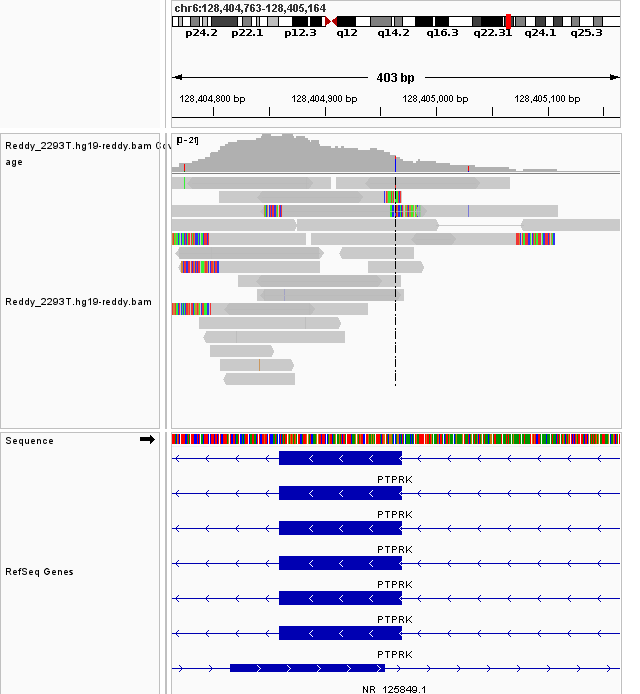 chr6:128,404,763-128,405,164
p24.2 p22.1 p12.3 q12 q14.2 q16.3 q22.31 q24.1 q25.3
403 bp
128,404,800 bp 128,404,900 bp 128,405,000 bp 128,405,100 bp
[0 - 21]
Reddy_2293T.hg19-reddy.bam Cov
age
Reddy_2293T.hg19-reddy.bam
Sequence
PTPRK
PTPRK
PTPRK
PTPRK
RefSeq Genes
PTPRK
PTPRK
NR_125849.1